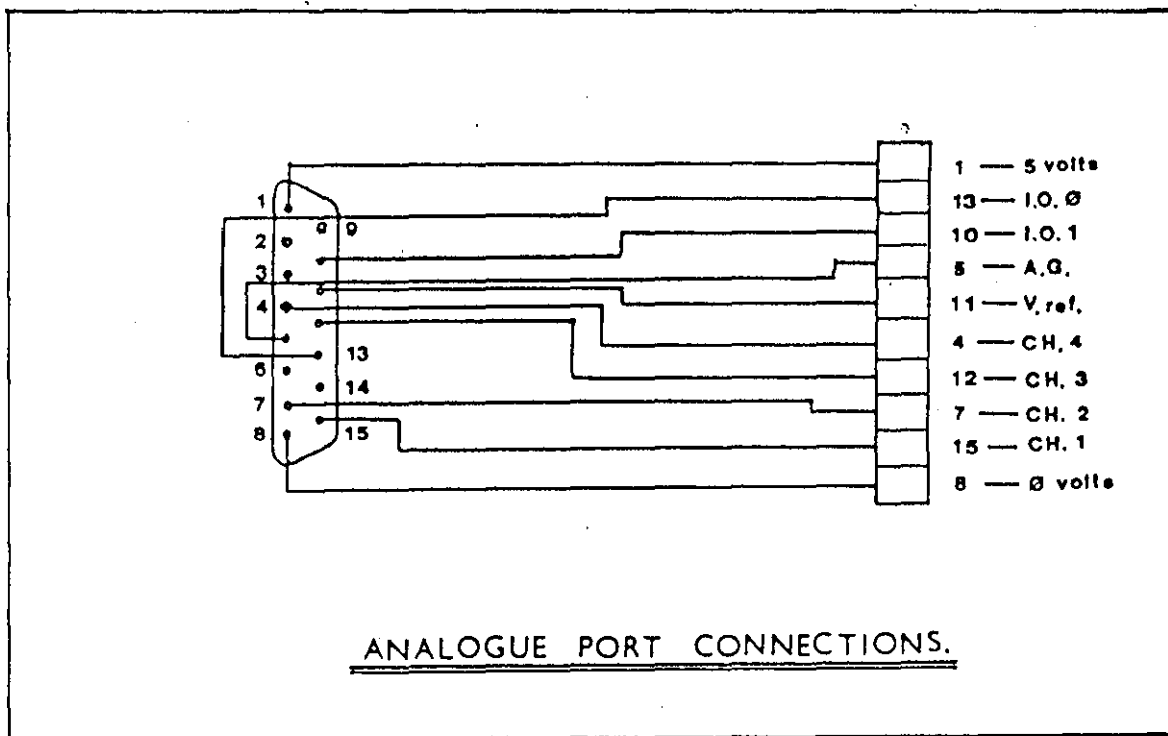 1
9
2
3
4
6
13
14
7
8
15
1 — 5 volts
13 — I.O. Ø
10 — I.O. 1
5 — A.G.
11 — V. ref.
4 — CH. 4
12 — CH. 3
7 — CH. 2
15 — CH. 1
8 — Ø volts
ANALOGUE PORT CONNECTIONS.